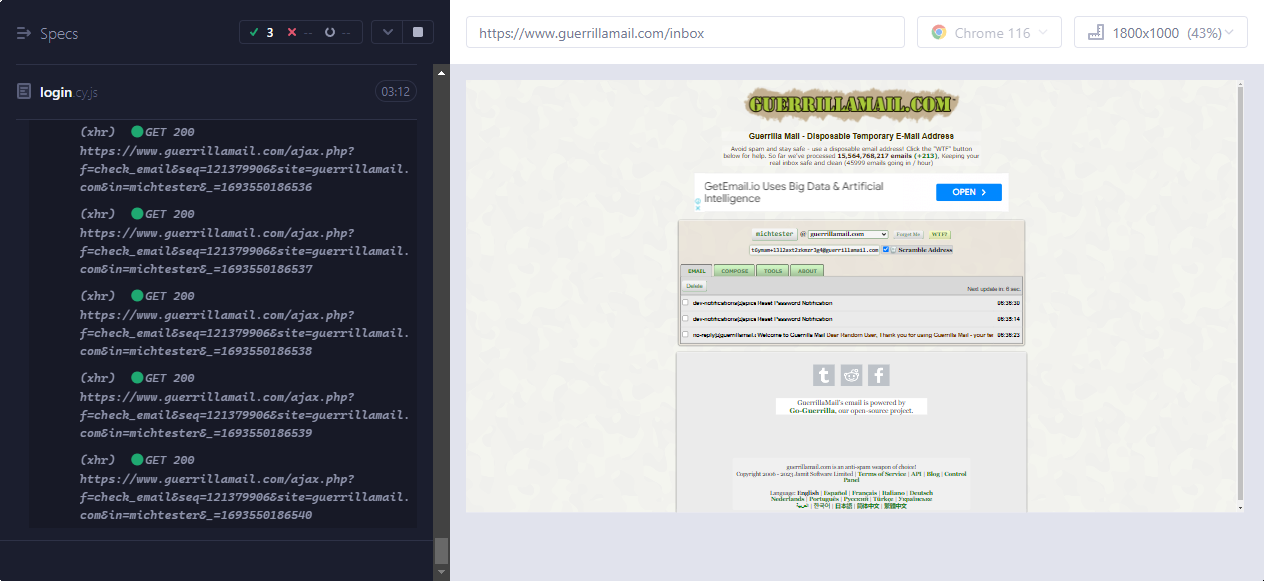 Specs
3 -- --
login.cy.js 03:12
(xhr) GET 200
https://www.guerrillamail.com/ajax.php?
f=check_email&seq=121379906&site=guerrillamail.
com&in=michtester&_=1693550186536
(xhr) GET 200
https://www.guerrillamail.com/ajax.php?
f=check_email&seq=121379906&site=guerrillamail.
com&in=michtester&_=1693550186537
(xhr) GET 200
https://www.guerrillamail.com/ajax.php?
f=check_email&seq=121379906&site=guerrillamail.
com&in=michtester&_=1693550186538
(xhr) GET 200
https://www.guerrillamail.com/ajax.php?
f=check_email&seq=121379906&site=guerrillamail.
com&in=michtester&_=1693550186539
(xhr) GET 200
https://www.guerrillamail.com/ajax.php?
f=check_email&seq=121379906&site=guerrillamail.
com&in=michtester&_=1693550186540
https://www.guerrillamail.com/inbox
Chrome 116
1800x1000 (43%)
GUERRILLAMAIL.COM
Guerrilla Mail - Disposable Temporary E-Mail Address
Avoid spam and stay safe - use a disposable email address! Click the "WTF" button
below for help. So far we've processed 15,564,768,217 emails (+213), Keeping your
real inbox safe and clean (45999 emails going in / hour)
GetEmail.io Uses Big Data & Artificial
Intelligence
OPEN
michtester @ guerrillamail.com Forget Me WTF?
Scramble Address
EMAIL COMPOSE TOOLS ABOUT
Delete
Next update in: 6 sec.
dev-notifications@epics Reset Password Notification 06:36:30
dev-notifications@epics Reset Password Notification 06:35:14
no-reply@guerrillamail.c Welcome to Guerrilla Mail Dear Random User, Thank you for using Guerrilla Mail - your ter 06:36:23
GuerrillaMail's email is powered by
Go-Guerrilla, our open-source project.
guerrillamail.com is an anti-spam weapon of choice!
Copyright 2006 - 2023 Jamit Software Limited | Terms of Service | API | Blog | Control
Panel
Language: English | Español | Français | Italiano | Deutsch
Nederlands | Português | Русский | Türkçe | Українське
العربية | 한국어 | 日本語 | 简体中文 | 繁體中文